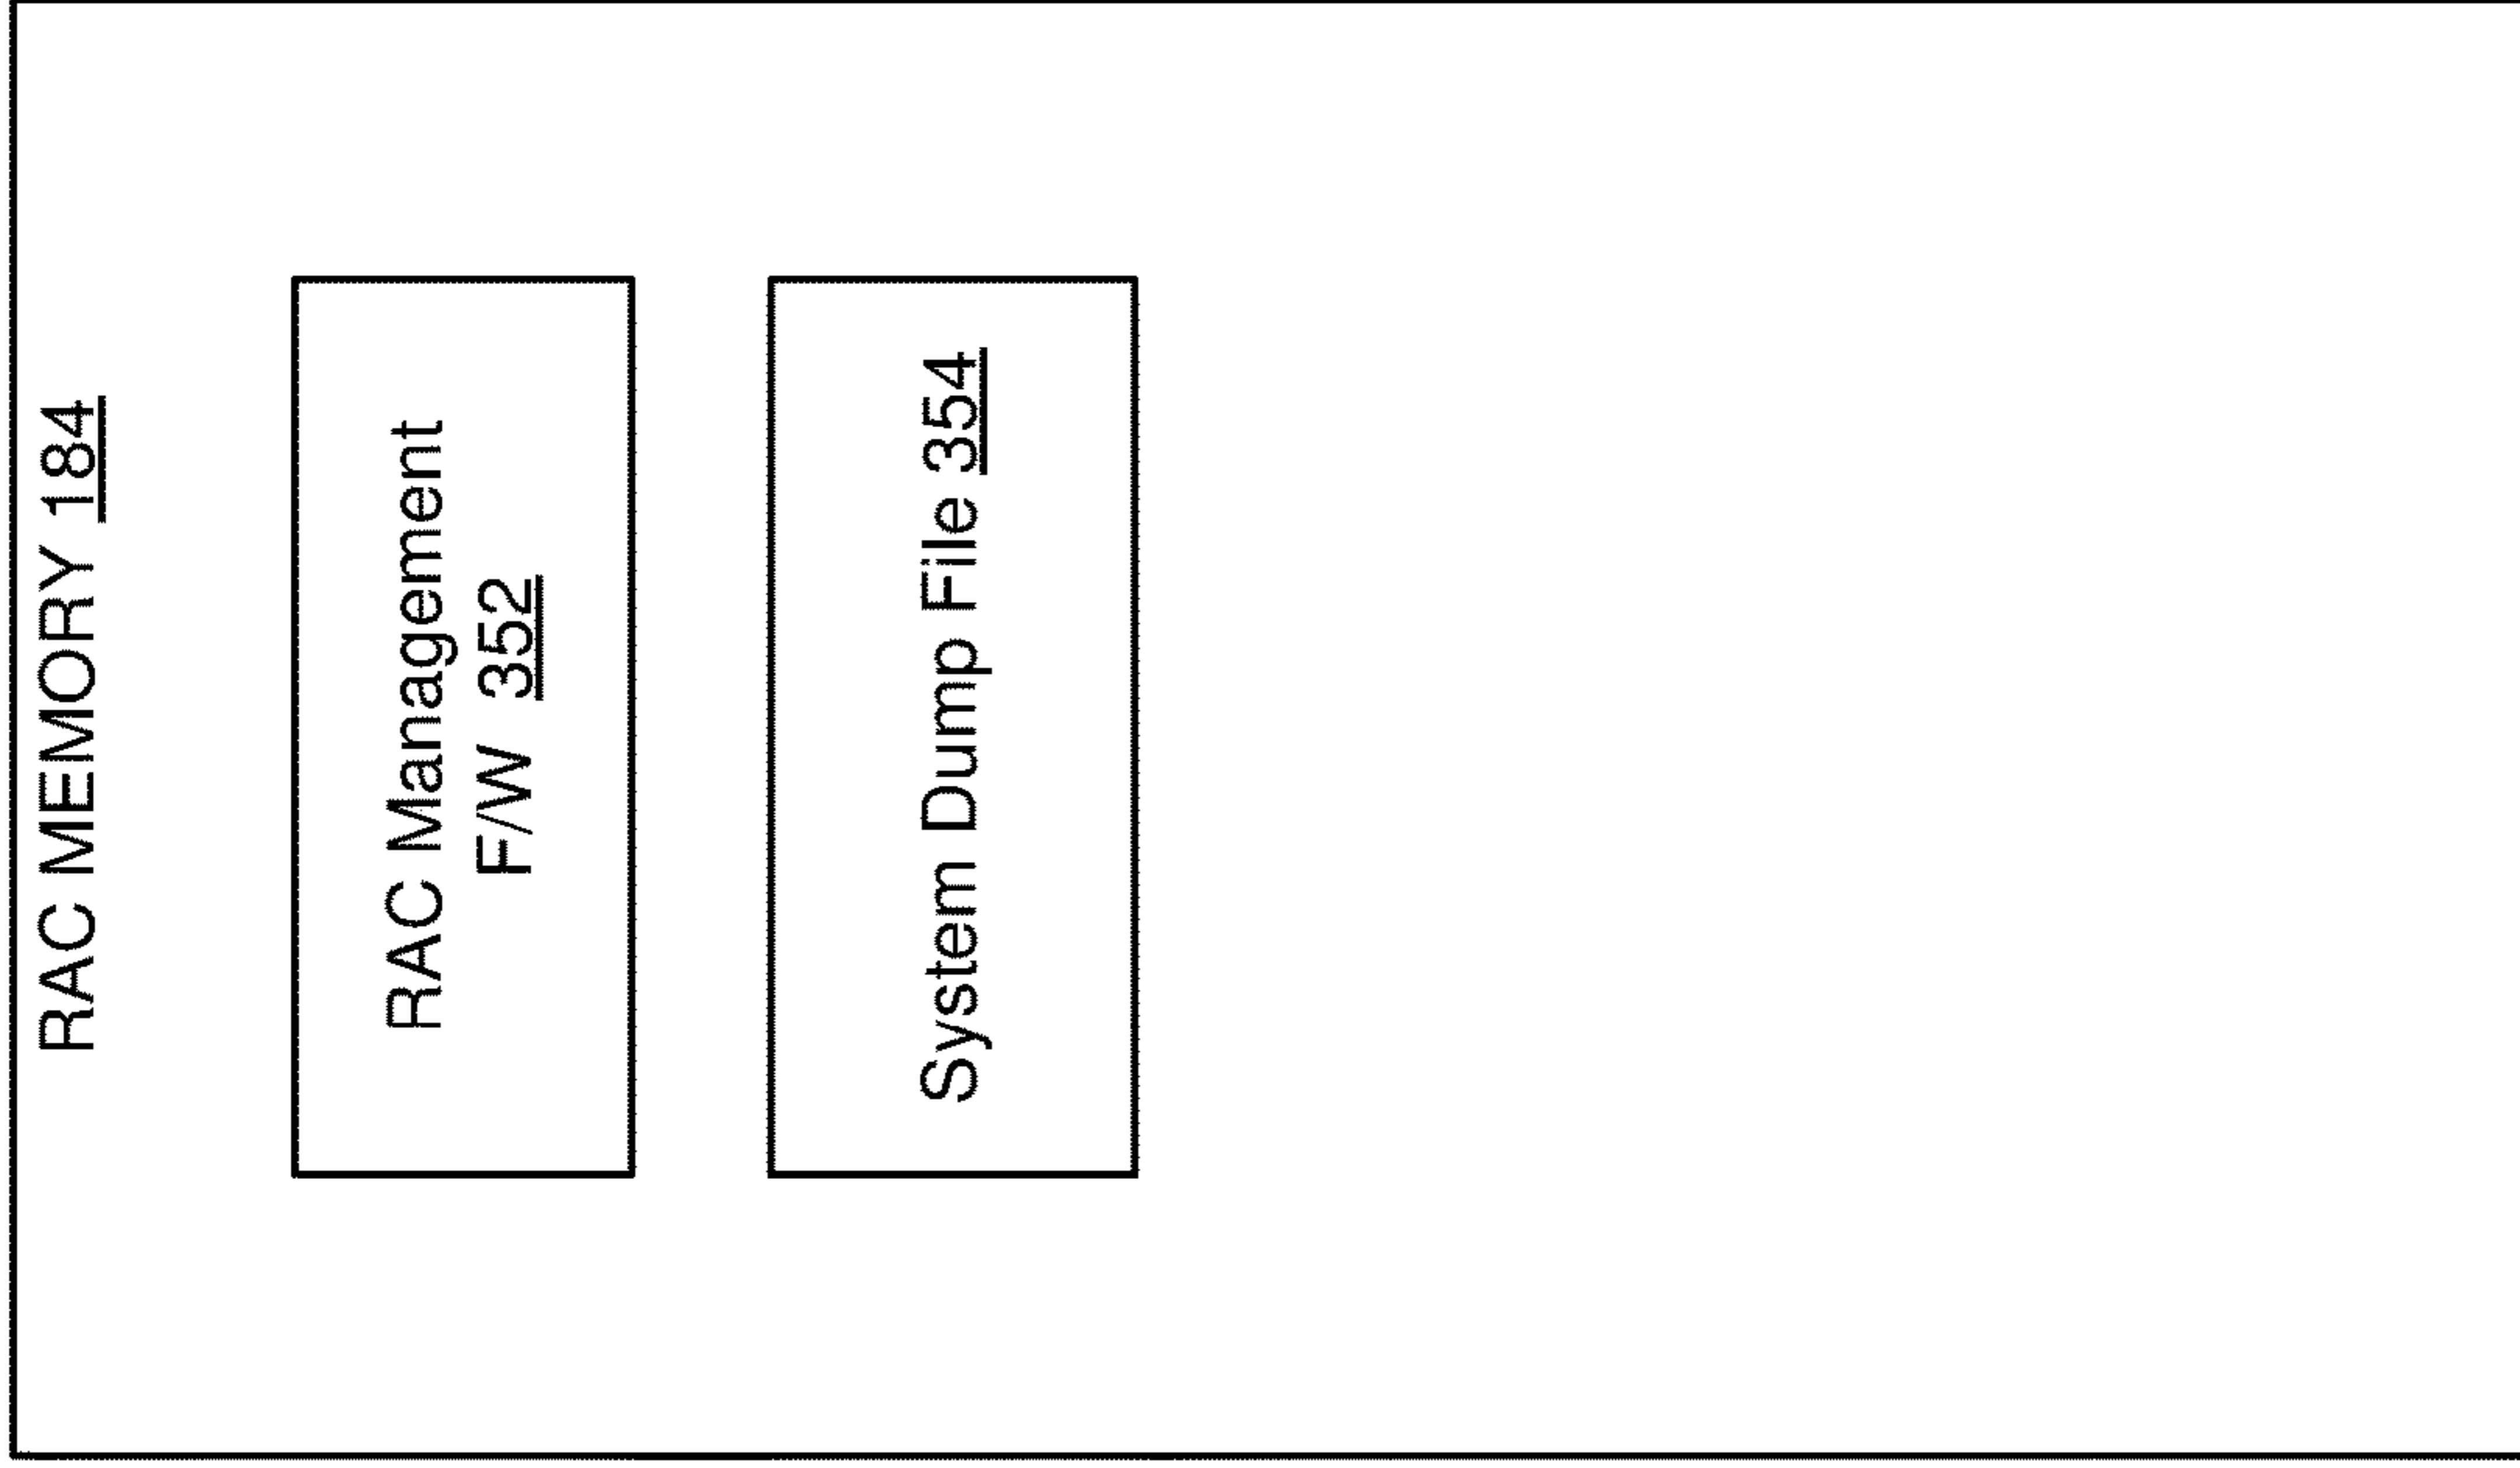 RAC MEMORY 184
RAC Management
F/W 352
System Dump File 354